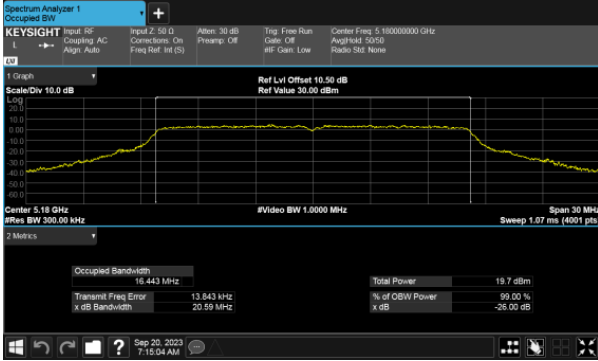 Spectrum Analyzer 1
Occupied BW
+
KEYSIGHT
L
LXI
Input: RF
Coupling: AC
Align: Auto
Input Z: 50 Ω
Corrections: On
Freq Ref: Int (S)
Atten: 30 dB
Preamp: Off
Trig: Free Run
Gate: Off
#IF Gain: Low
Center Freq: 5.180000000 GHz
Avg|Hold: 50/50
Radio Std: None
1 Graph
Scale/Div 10.0 dB
Ref Lvl Offset 10.50 dB
Ref Value 30.00 dBm
Log
20.0
10.0
0.00
-10.0
-20.0
-30.0
-40.0
-50.0
-60.0
Center 5.18 GHz
#Video BW 1.0000 MHz
Span 30 MHz
#Res BW 300.00 kHz
Sweep 1.07 ms (4001 pts
2 Metrics
Occupied Bandwidth
16.443 MHz
Total Power 19.7 dBm
Transmit Freq Error 13.843 kHz
% of OBW Power 99.00 %
x dB Bandwidth 20.59 MHz
x dB -26.00 dB
?
Sep 20, 2023
7:15:04 AM